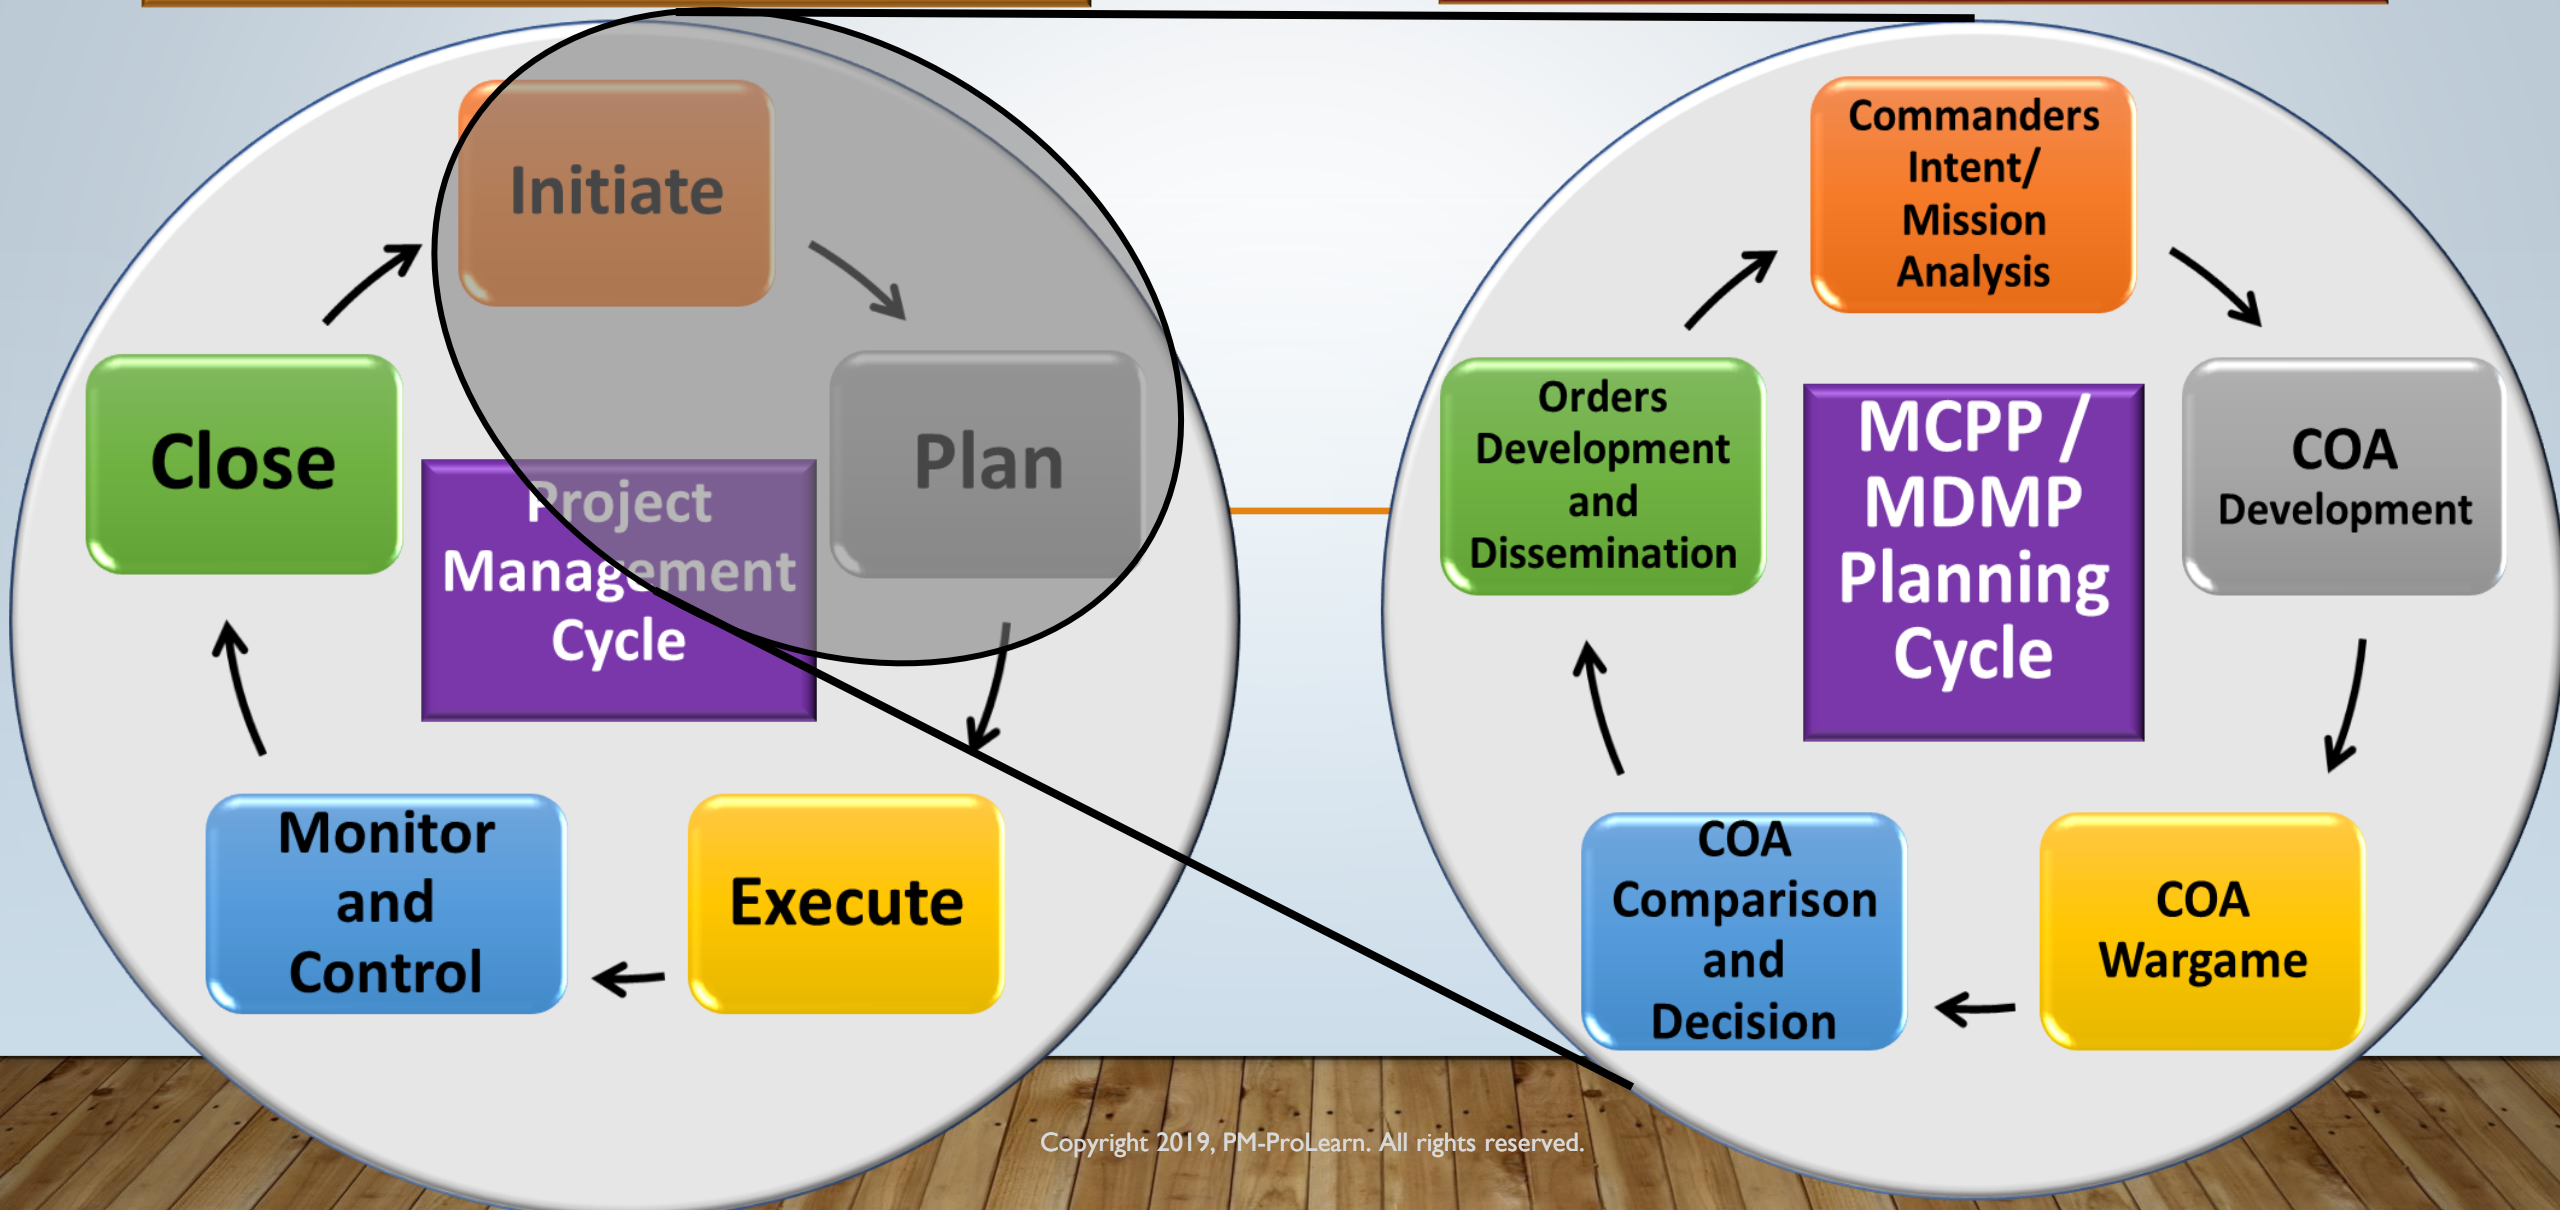 Initiate
Plan
Execute
Monitor
and
Control
Close
Project
Management
Cycle
Commanders
Intent/
Mission
Analysis
COA
Development
COA
Wargame
COA
Comparison
and
Decision
Orders
Development
and
Dissemination
MCPP /
MDMP
Planning
Cycle
Copyright 2019, PM-ProLearn. All rights reserved.